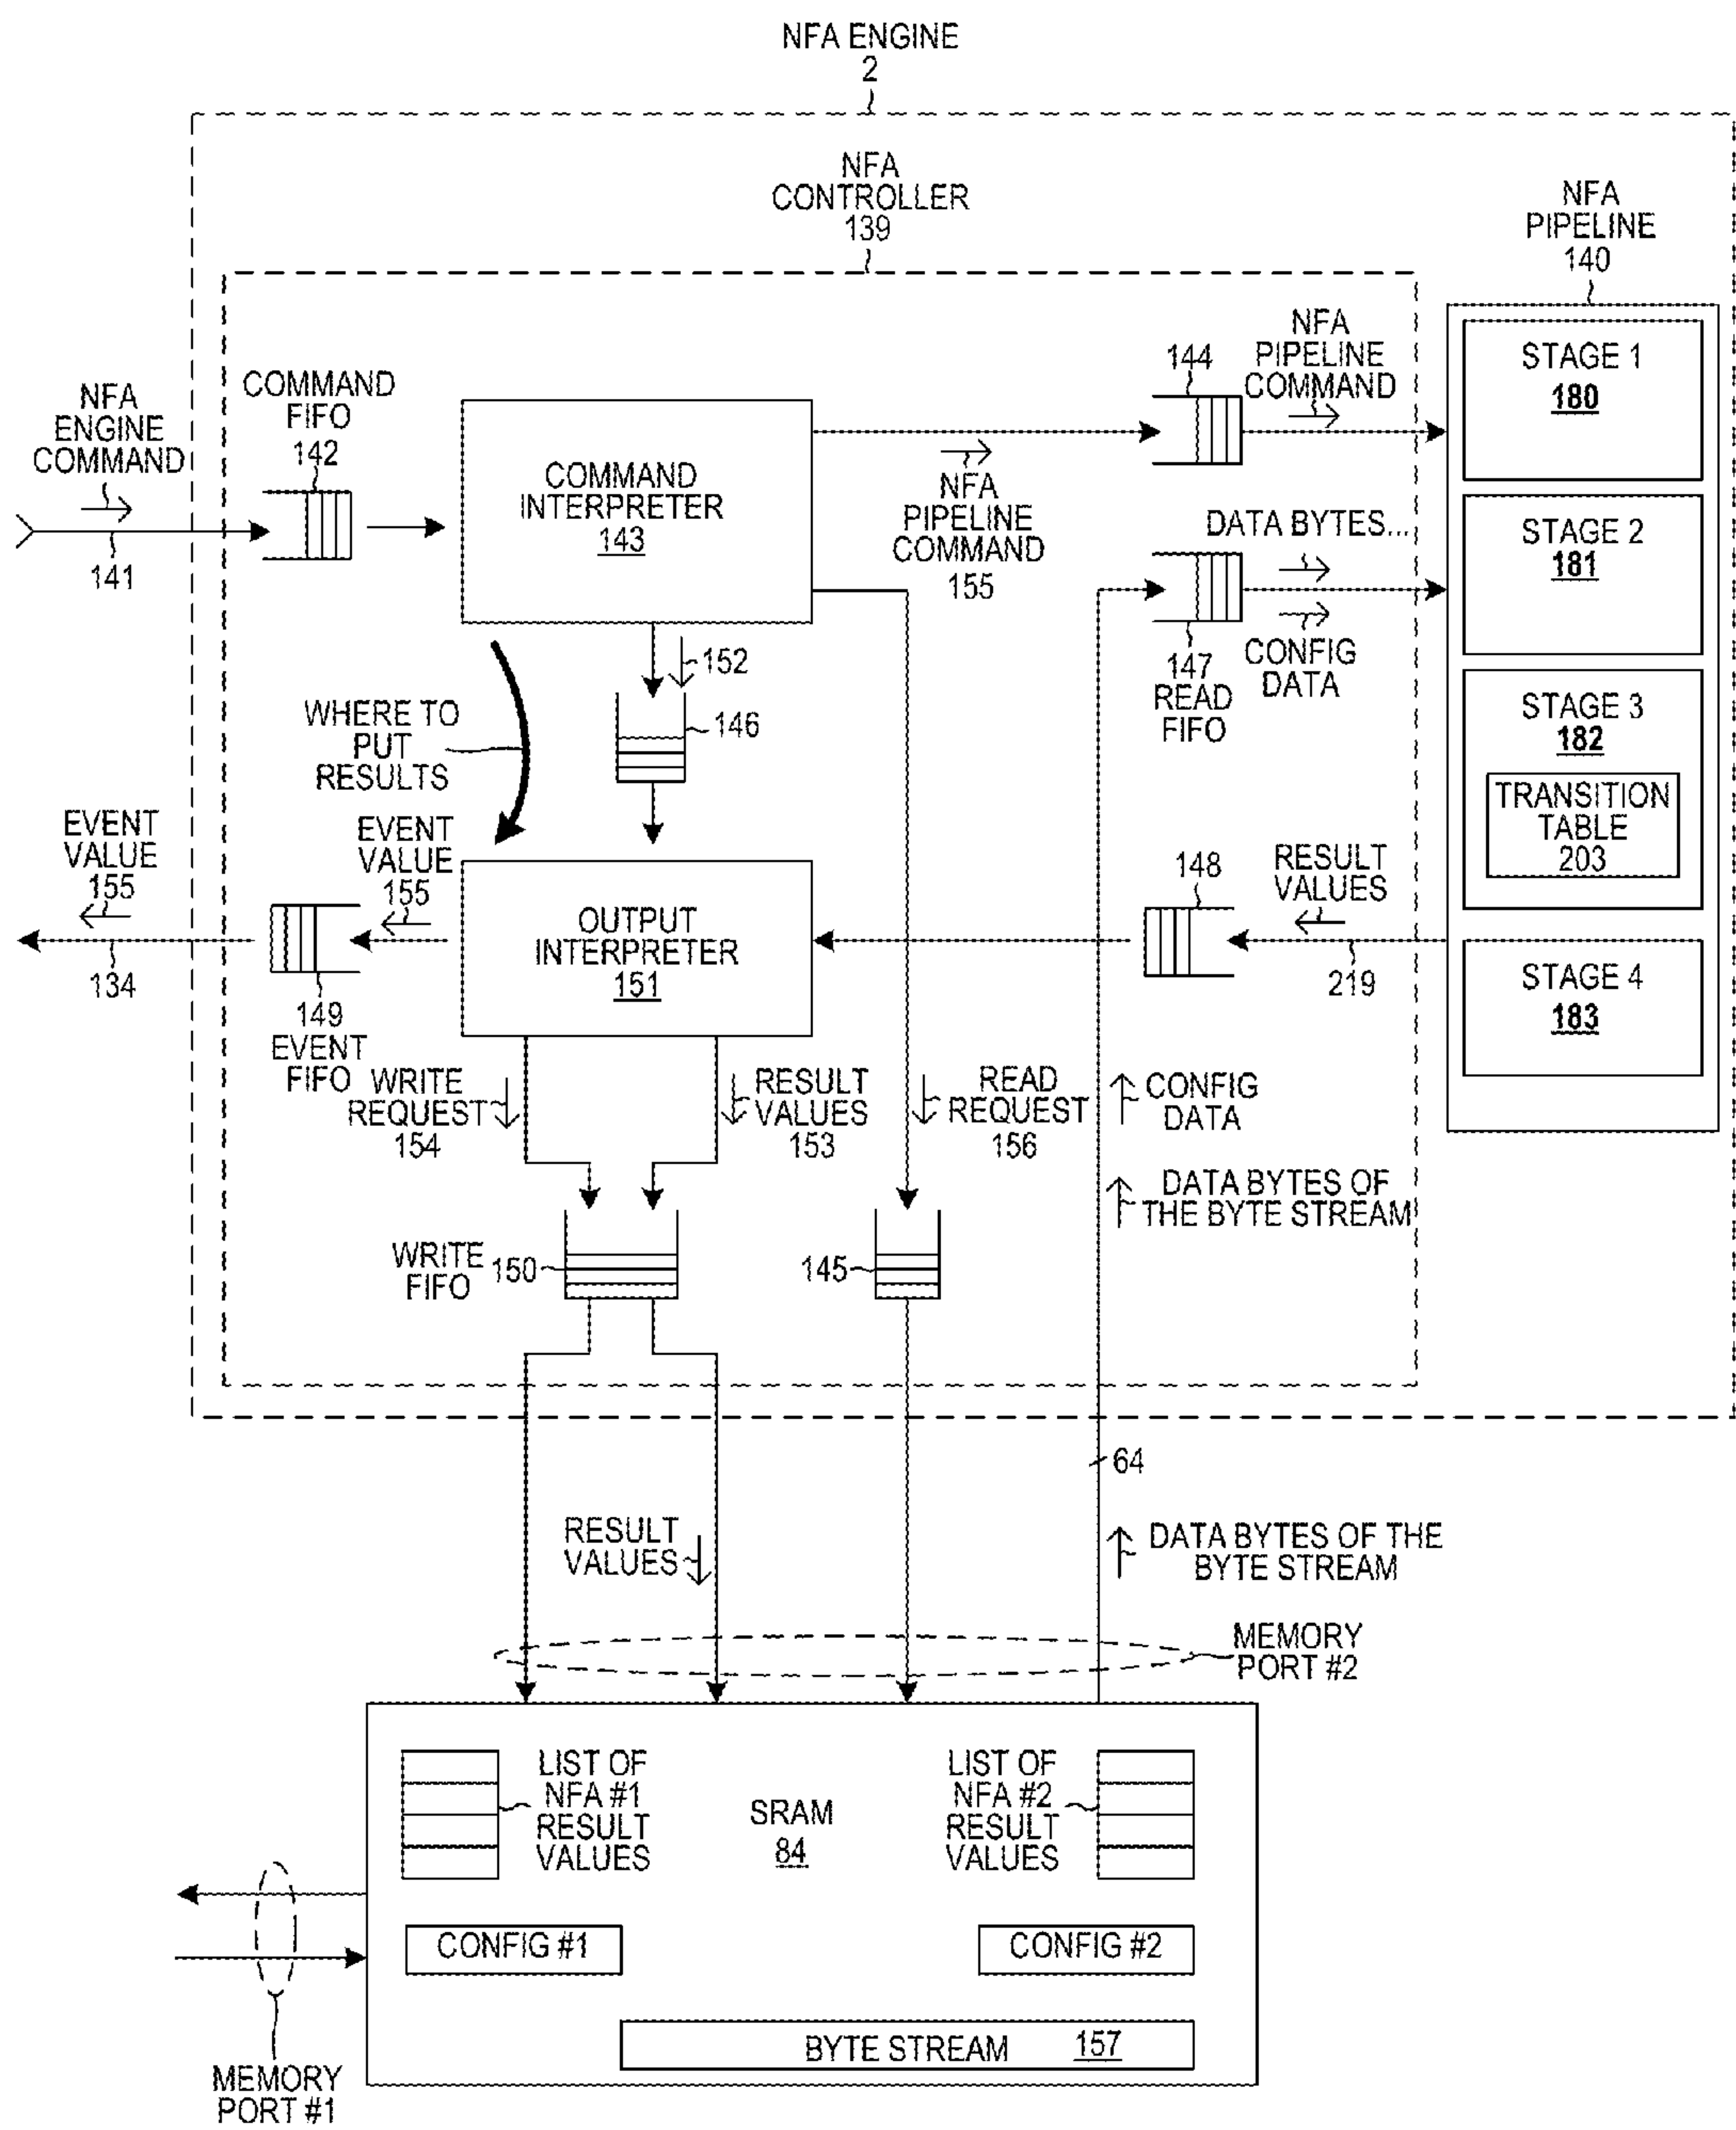 NFA ENGINE
2
NFA
CONTROLLER
139
NFA
PIPELINE
140
NFA
ENGINE
COMMAND
141
COMMAND
FIFO
142
COMMAND
INTERPRETER
143
NFA
PIPELINE
COMMAND
155
144
NFA
PIPELINE
COMMAND
STAGE 1
180
DATA BYTES...
147
READ
FIFO
CONFIG
DATA
STAGE 2
181
152
146
WHERE TO
PUT
RESULTS
STAGE 3
182
TRANSITION
TABLE
203
EVENT
VALUE
155
134
149
EVENT
FIFO
EVENT
VALUE
155
OUTPUT
INTERPRETER
151
148
RESULT
VALUES
219
STAGE 4
183
WRITE
REQUEST
154
RESULT
VALUES
153
READ
REQUEST
156
CONFIG
DATA
DATA BYTES OF
THE BYTE STREAM
WRITE
FIFO
150
145
64
RESULT
VALUES
DATA BYTES OF THE
BYTE STREAM
MEMORY
PORT #2
LIST OF
NFA #1
RESULT
VALUES
SRAM
84
LIST OF
NFA #2
RESULT
VALUES
CONFIG #1
CONFIG #2
BYTE STREAM 157
MEMORY
PORT #1